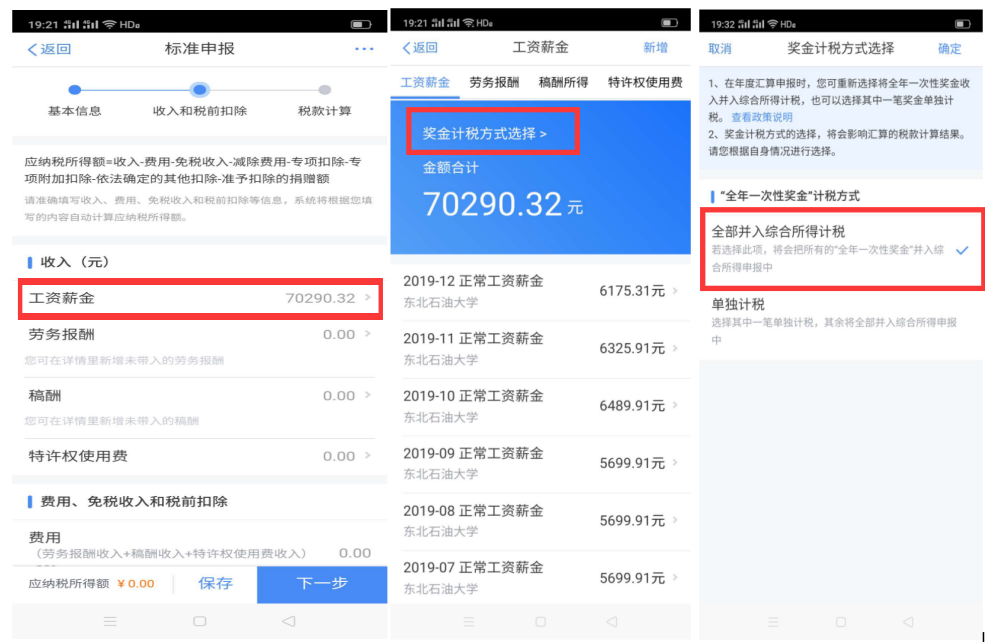 19:21 HD
返回 标准申报 ...
基本信息 收入和税前扣除 税款计算
应纳税所得额=收入-费用-免税收入-减除费用-专项扣除-专
项附加扣除-依法确定的其他扣除-准予扣除的捐赠额
请准确填写收入、费用、免税收入和税前扣除等信息，系统将根据您填
写的内容自动计算应纳税所得额。
收入（元）
工资薪金 70290.32 >
劳务报酬 0.00 >
您可在详情里新增未带入的劳务报酬
稿酬 0.00 >
您可在详情里新增未带入的稿酬
特许权使用费 0.00 >
费用、免税收入和税前扣除
费用
（劳务报酬收入+稿酬收入+特许权使用费收入） 0.00
应纳税所得额 ¥0.00 保存 下一步
19:21 HD
返回 工资薪金 新增
工资薪金 劳务报酬 稿酬所得 特许权使用费
奖金计税方式选择 >
金额合计
70290.32 元
2019-12 正常工资薪金
东北石油大学
6175.31元 >
2019-11 正常工资薪金
东北石油大学
6325.91元 >
2019-10 正常工资薪金
东北石油大学
6489.91元 >
2019-09 正常工资薪金
东北石油大学
5699.91元 >
2019-08 正常工资薪金
东北石油大学
5699.91元 >
2019-07 正常工资薪金
东北石油大学
5699.91元 >
19:32 HD
取消 奖金计税方式选择 确定
1、在年度汇算申报时，您可重新选择将全年一次性奖金收
入并入综合所得计税，也可以选择其中一笔奖金单独计
税。 查看政策说明
2、奖金计税方式的选择，将会影响汇算的税款计算结果。
请您根据自身情况进行选择。
“全年一次性奖金”计税方式
全部并入综合所得计税
若选择此项，将会把所有的“全年一次性奖金”并入综
合所得申报中
单独计税
选择其中一笔单独计税，其余将全部并入综合所得申报
中